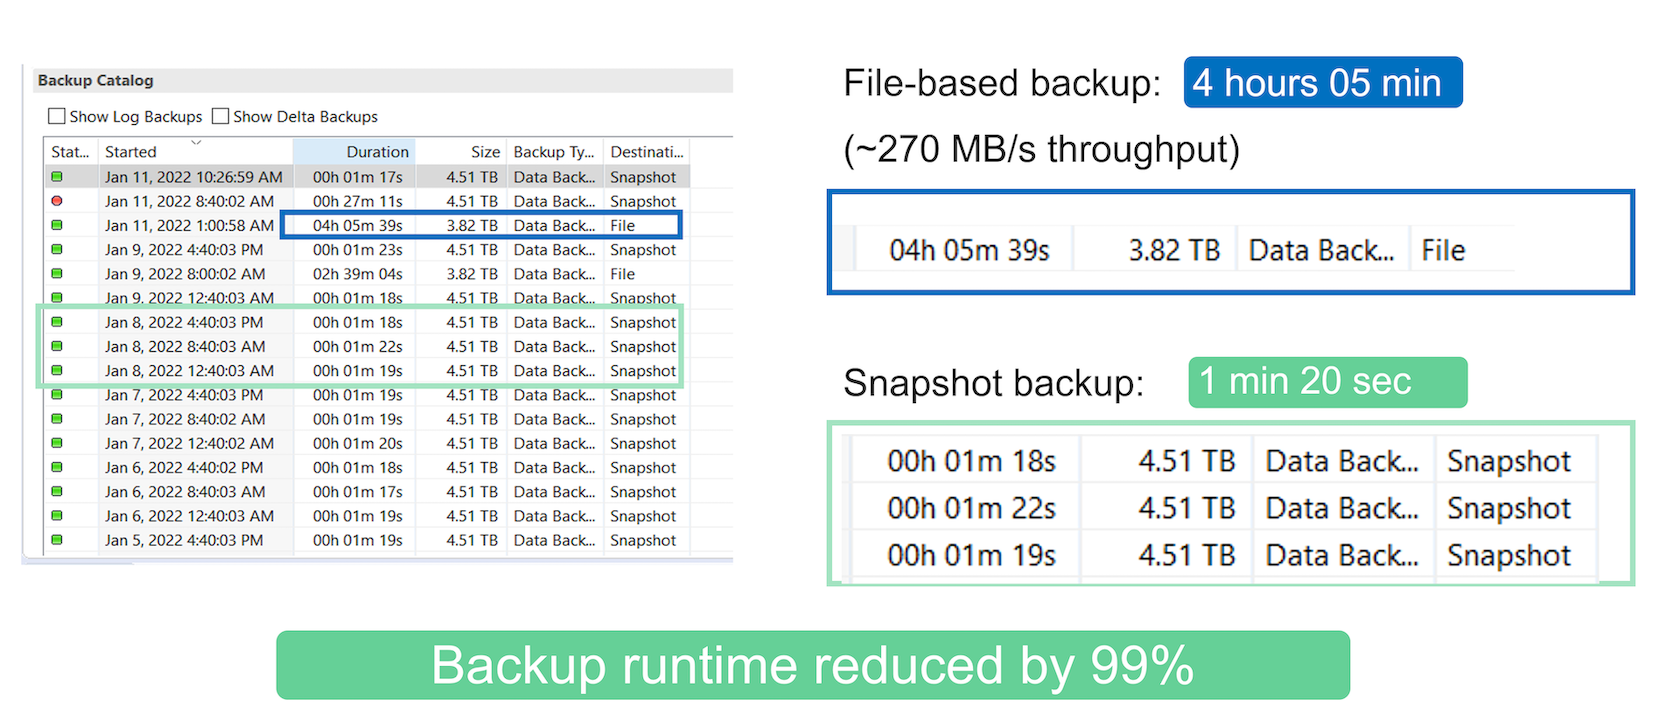 Backup Catalog
Show Log Backups Show Delta Backups
Stat... Started Duration Size Backup Ty... Destinati...
Jan 11, 2022 10:26:59 AM 00h 01m 17s 4.51 TB Data Back... Snapshot
Jan 11, 2022 8:40:02 AM 00h 27m 11s 4.51 TB Data Back... Snapshot
Jan 11, 2022 1:00:58 AM 04h 05m 39s 3.82 TB Data Back... File
Jan 9, 2022 4:40:03 PM 00h 01m 23s 4.51 TB Data Back... Snapshot
Jan 9, 2022 8:00:02 AM 02h 39m 04s 3.82 TB Data Back... File
Jan 9, 2022 12:40:03 AM 00h 01m 18s 4.51 TB Data Back... Snapshot
Jan 8, 2022 4:40:03 PM 00h 01m 18s 4.51 TB Data Back... Snapshot
Jan 8, 2022 8:40:03 AM 00h 01m 22s 4.51 TB Data Back... Snapshot
Jan 8, 2022 12:40:03 AM 00h 01m 19s 4.51 TB Data Back... Snapshot
Jan 7, 2022 4:40:03 PM 00h 01m 19s 4.51 TB Data Back... Snapshot
Jan 7, 2022 8:40:02 AM 00h 01m 19s 4.51 TB Data Back... Snapshot
Jan 7, 2022 12:40:02 AM 00h 01m 20s 4.51 TB Data Back... Snapshot
Jan 6, 2022 4:40:02 PM 00h 01m 18s 4.51 TB Data Back... Snapshot
Jan 6, 2022 8:40:03 AM 00h 01m 17s 4.51 TB Data Back... Snapshot
Jan 6, 2022 12:40:03 AM 00h 01m 19s 4.51 TB Data Back... Snapshot
Jan 5, 2022 4:40:03 PM 00h 01m 19s 4.51 TB Data Back... Snapshot
File-based backup: 4 hours 05 min
(~270 MB/s throughput)
04h 05m 39s 3.82 TB Data Back... File
Snapshot backup: 1 min 20 sec
00h 01m 18s 4.51 TB Data Back... Snapshot
00h 01m 22s 4.51 TB Data Back... Snapshot
00h 01m 19s 4.51 TB Data Back... Snapshot
Backup runtime reduced by 99%